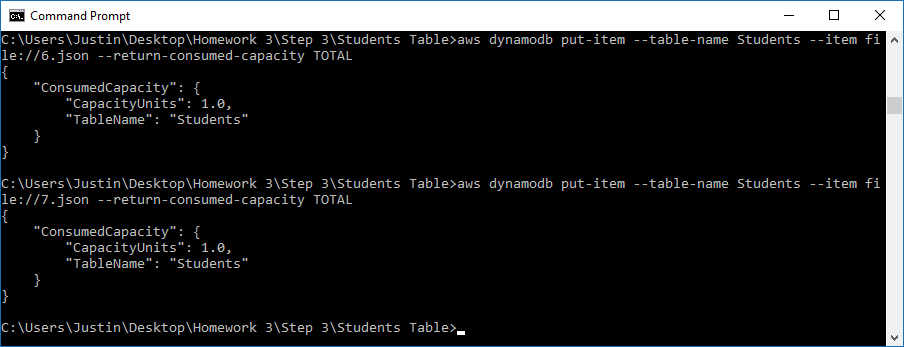 Command Prompt
C:\Users\Justin\Desktop\Homework 3\Step 3\Students Table>aws dynamodb put-item --table-name Students --item fi
le://6.json --return-consumed-capacity TOTAL
{
    "ConsumedCapacity": {
        "CapacityUnits": 1.0,
        "TableName": "Students"
    }
}
C:\Users\Justin\Desktop\Homework 3\Step 3\Students Table>aws dynamodb put-item --table-name Students --item fi
le://7.json --return-consumed-capacity TOTAL
{
    "ConsumedCapacity": {
        "CapacityUnits": 1.0,
        "TableName": "Students"
    }
}
C:\Users\Justin\Desktop\Homework 3\Step 3\Students Table>